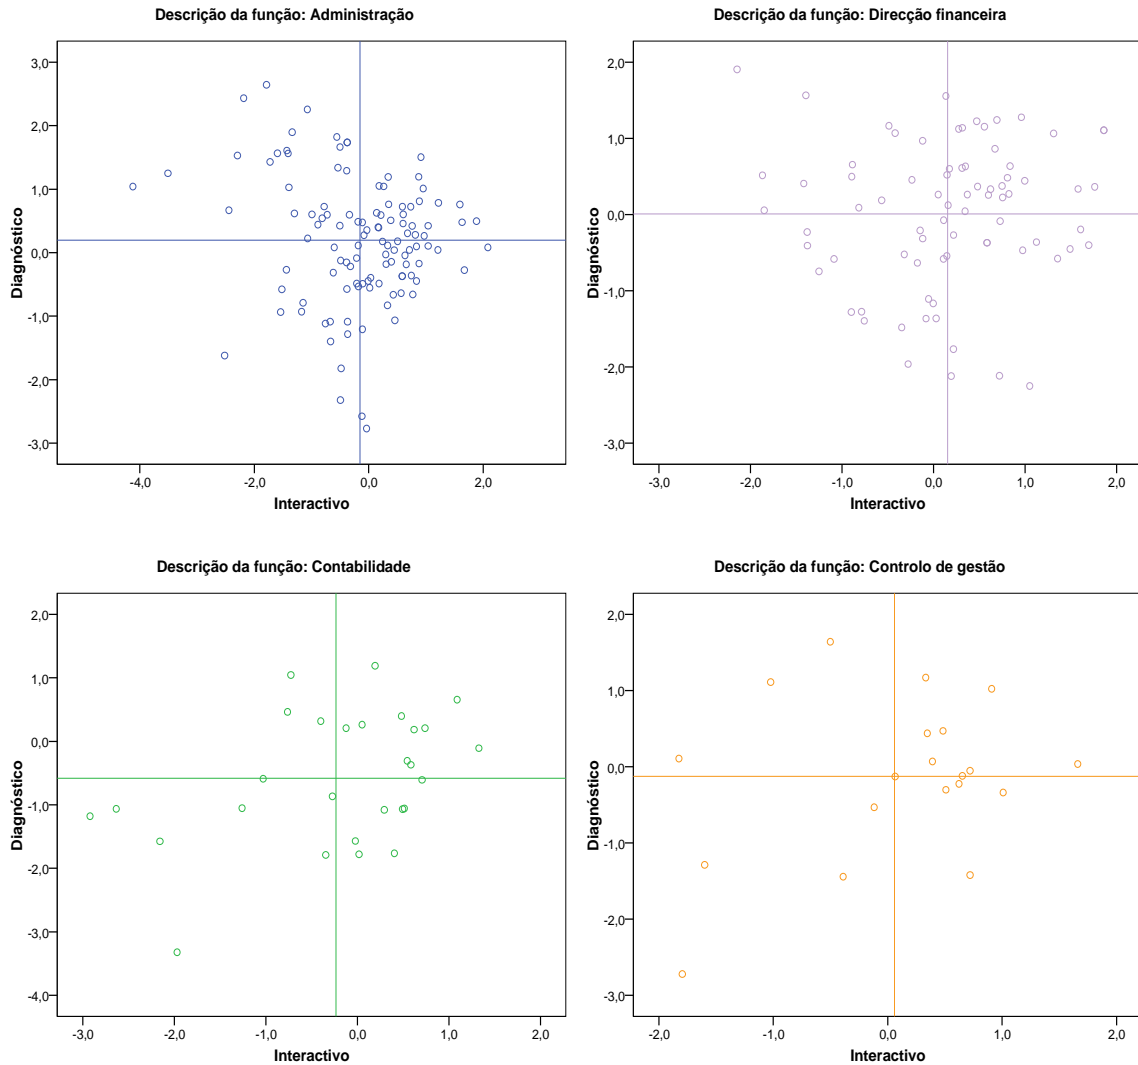 Descrição da função: Administração
3,0
2,0
1,0
0,0
-1,0
-2,0
-3,0
Diagnóstico
-4,0 -2,0 0,0 2,0
Interactivo
Descrição da função: Direcção financeira
2,0
1,0
0,0
-1,0
-2,0
-3,0
Diagnóstico
-3,0 -2,0 -1,0 0,0 1,0 2,0
Interactivo
Descrição da função: Contabilidade
2,0
1,0
0,0
-1,0
-2,0
-3,0
-4,0
Diagnóstico
-3,0 -2,0 -1,0 0,0 1,0 2,0
Interactivo
Descrição da função: Controlo de gestão
2,0
1,0
0,0
-1,0
-2,0
-3,0
Diagnóstico
-2,0 -1,0 0,0 1,0 2,0
Interactivo